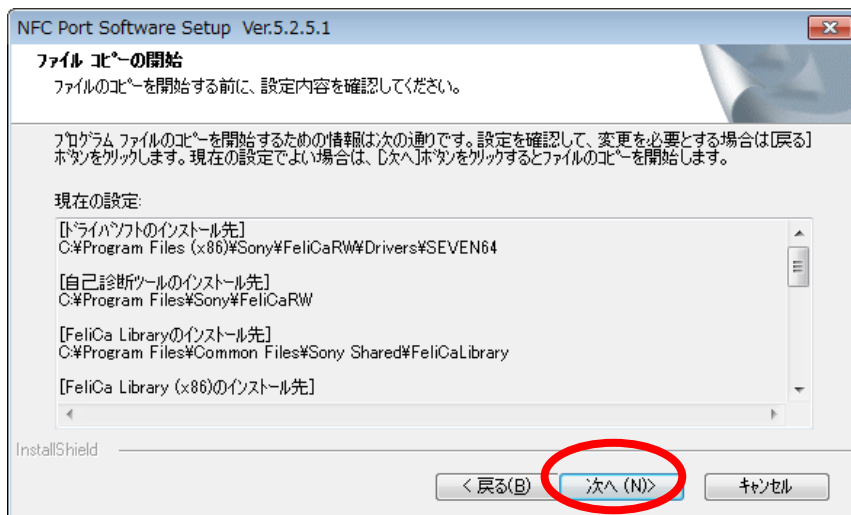 NFC Port Software Setup Ver.5.2.5.1
ファイル コピーの開始
ファイルのコピーを開始する前に、設定内容を確認してください。
プログラム ファイルのコピーを開始するための情報は次の通りです。設定を確認して、変更を必要とする場合は[戻る]
ボタンをクリックします。現在の設定でよい場合は、[次へ]ボタンをクリックするとファイルのコピーを開始します。
現在の設定:
[ドライバソフトのインストール先]
C:¥Program Files (x86)¥Sony¥FeliCaRW¥Drivers¥SEVEN64
[自己診断ツールのインストール先]
C:¥Program Files¥Sony¥FeliCaRW
[FeliCa Libraryのインストール先]
C:¥Program Files¥Common Files¥Sony Shared¥FeliCaLibrary
[FeliCa Library (x86)のインストール先]
InstallShield
< 戻る(B) 次へ (N)> キャンセル